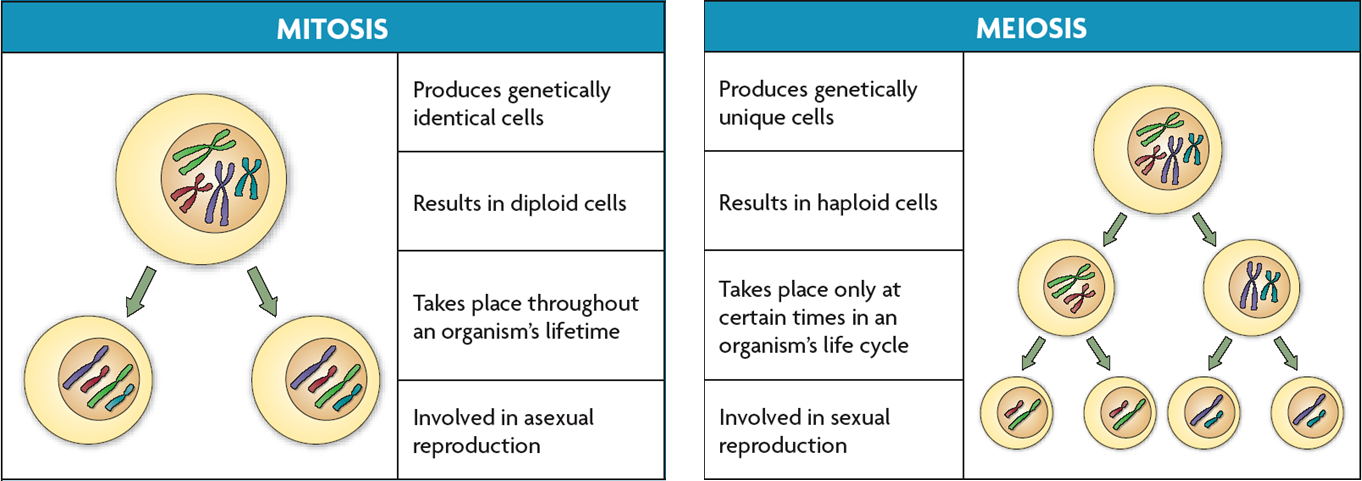 MITOSIS
Produces genetically
identical cells
Results in diploid cells
Takes place throughout
an organism's lifetime
Involved in asexual
reproduction
MEIOSIS
Produces genetically
unique cells
Results in haploid cells
Takes place only at
certain times in an
organism's life cycle
Involved in sexual
reproduction